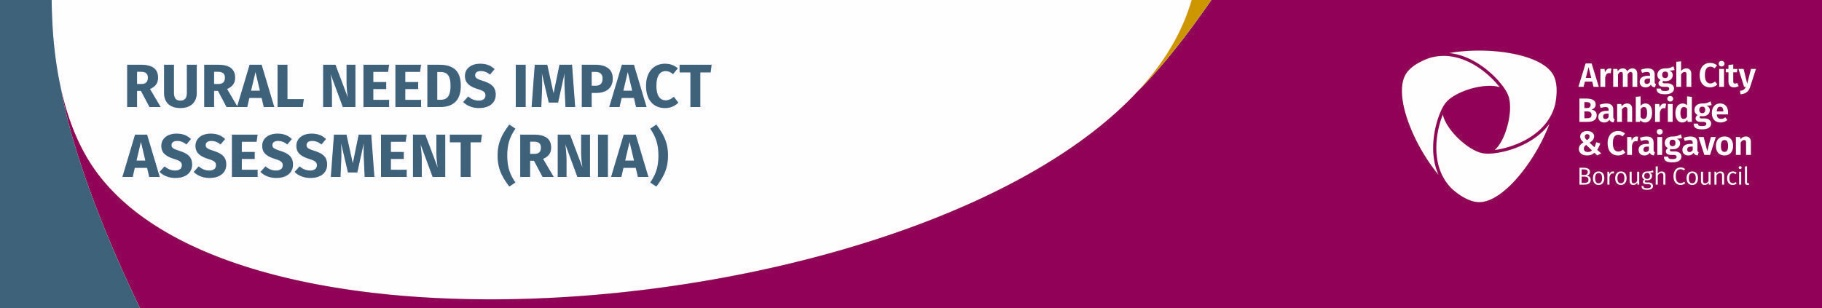 RURAL NEEDS IMPACT
ASSESSMENT (RNIA)
Armagh City
Banbridge
& Craigavon
Borough Council